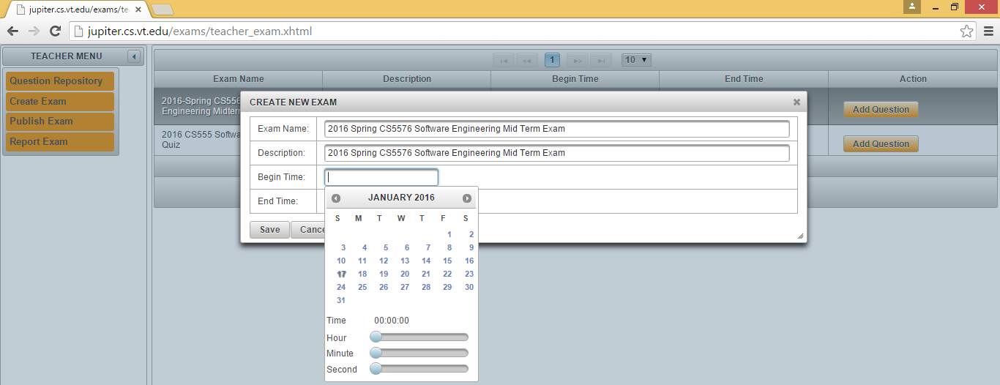 jupiter.cs.vt.edu/exams/te
jupiter.cs.vt.edu/exams/teacher_exam.xhtml
TEACHER MENU
Question Repository
Create Exam
Publish Exam
Report Exam
1
10
Exam Name Description Begin Time End Time Action
2016-Spring CS556
Engineering Midter
Add Question
2016 CS555 Softwa
Quiz
Add Question
CREATE NEW EXAM
Exam Name: 2016 Spring CS5576 Software Engineering Mid Term Exam
Description: 2016 Spring CS5576 Software Engineering Mid Term Exam
Begin Time:
End Time:
Save Cance
JANUARY 2016
S M T W T F S
1 2
3 4 5 6 7 8 9
10 11 12 13 14 15 16
17 18 19 20 21 22 23
24 25 26 27 28 29 30
31
Time 00:00:00
Hour
Minute
Second